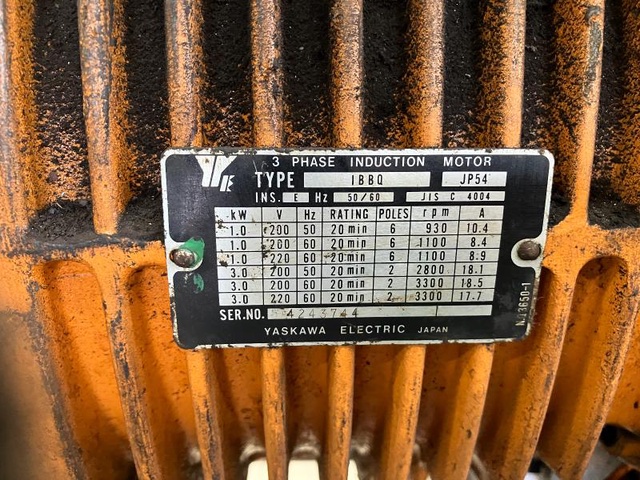 YE
3 PHASE INDUCTION MOTOR
TYPE IBBQ JP54
INS. E Hz 50/60 JIS C 4004
kW V Hz RATING POLES rpm A
1.0 200 50 20min 6 930 10.4
1.0 200 60 20min 6 1100 8.4
1.0 220 60 20min 6 1100 8.9
3.0 200 50 20min 2 2800 18.1
3.0 200 60 20min 2 3300 18.5
3.0 220 60 20min 2 3300 17.7
SER.NO. 4243744
YASKAWA ELECTRIC JAPAN
N43650-1